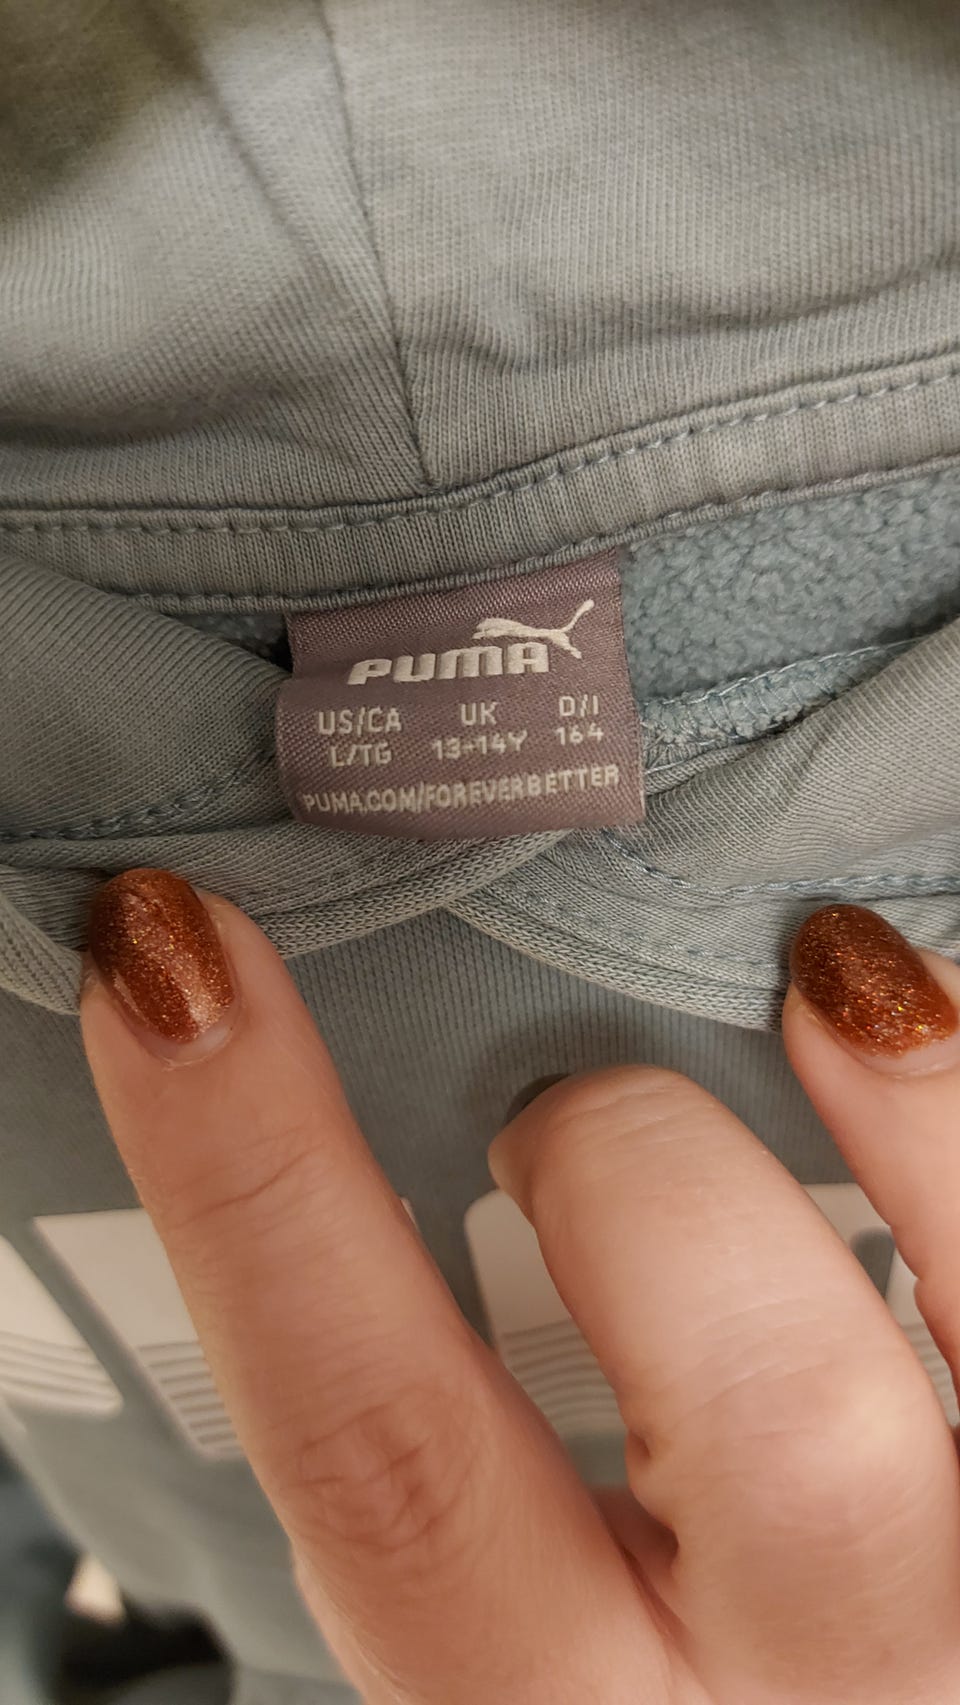 PUMA
US/CA UK D/I
L/TG 13-14Y 164
PUMA.COM/FOREVERBETTER